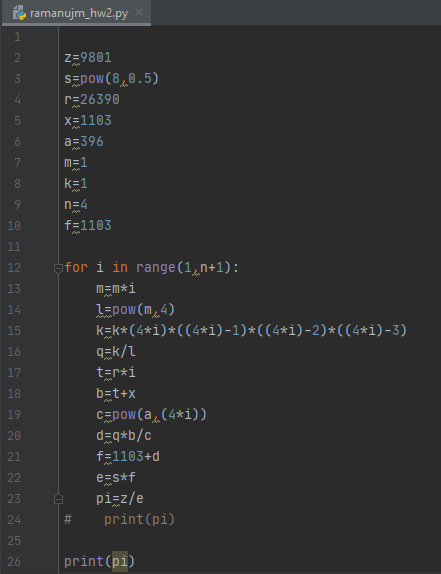 ramanujm_hw2.py
1
2 z=9801
3 s=pow(8,0.5)
4 r=26390
5 x=1103
6 a=396
7 m=1
8 k=1
9 n=4
10 f=1103
11
12 for i in range(1,n+1):
13     m=m*i
14     l=pow(m,4)
15     k=k*(4*i)*((4*i)-1)*((4*i)-2)*((4*i)-3)
16     q=k/l
17     t=r*i
18     b=t+x
19     c=pow(a,(4*i))
20     d=q*b/c
21     f=1103+d
22     e=s*f
23     pi=z/e
24 #    print(pi)
25
26 print(pi)